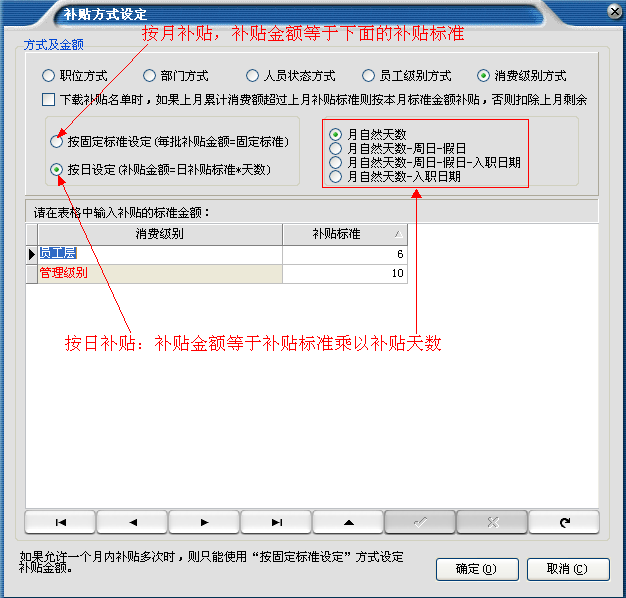 补贴方式设定
按月补贴，补贴金额等于下面的补贴标准
方式及金额
职位方式 部门方式 人员状态方式 员工级别方式 消费级别方式
下载补贴名单时，如果上月累计消费额超过上月补贴标准则按本月标准金额补贴，否则扣除上月剩余
按固定标准设定(每批补贴金额=固定标准)
按日设定(补贴金额=日补贴标准*天数)
月自然天数
月自然天数-周日-假日
月自然天数-周日-假日-入职日期
月自然天数-入职日期
请在表格中输入补贴的标准金额：
消费级别 补贴标准
员工层 6
管理级别 10
按日补贴：补贴金额等于补贴标准乘以补贴天数
如果允许一个月内补贴多次时，则只能使用“按固定标准设定”方式设定
补贴金额。
确定(O) 取消(C)